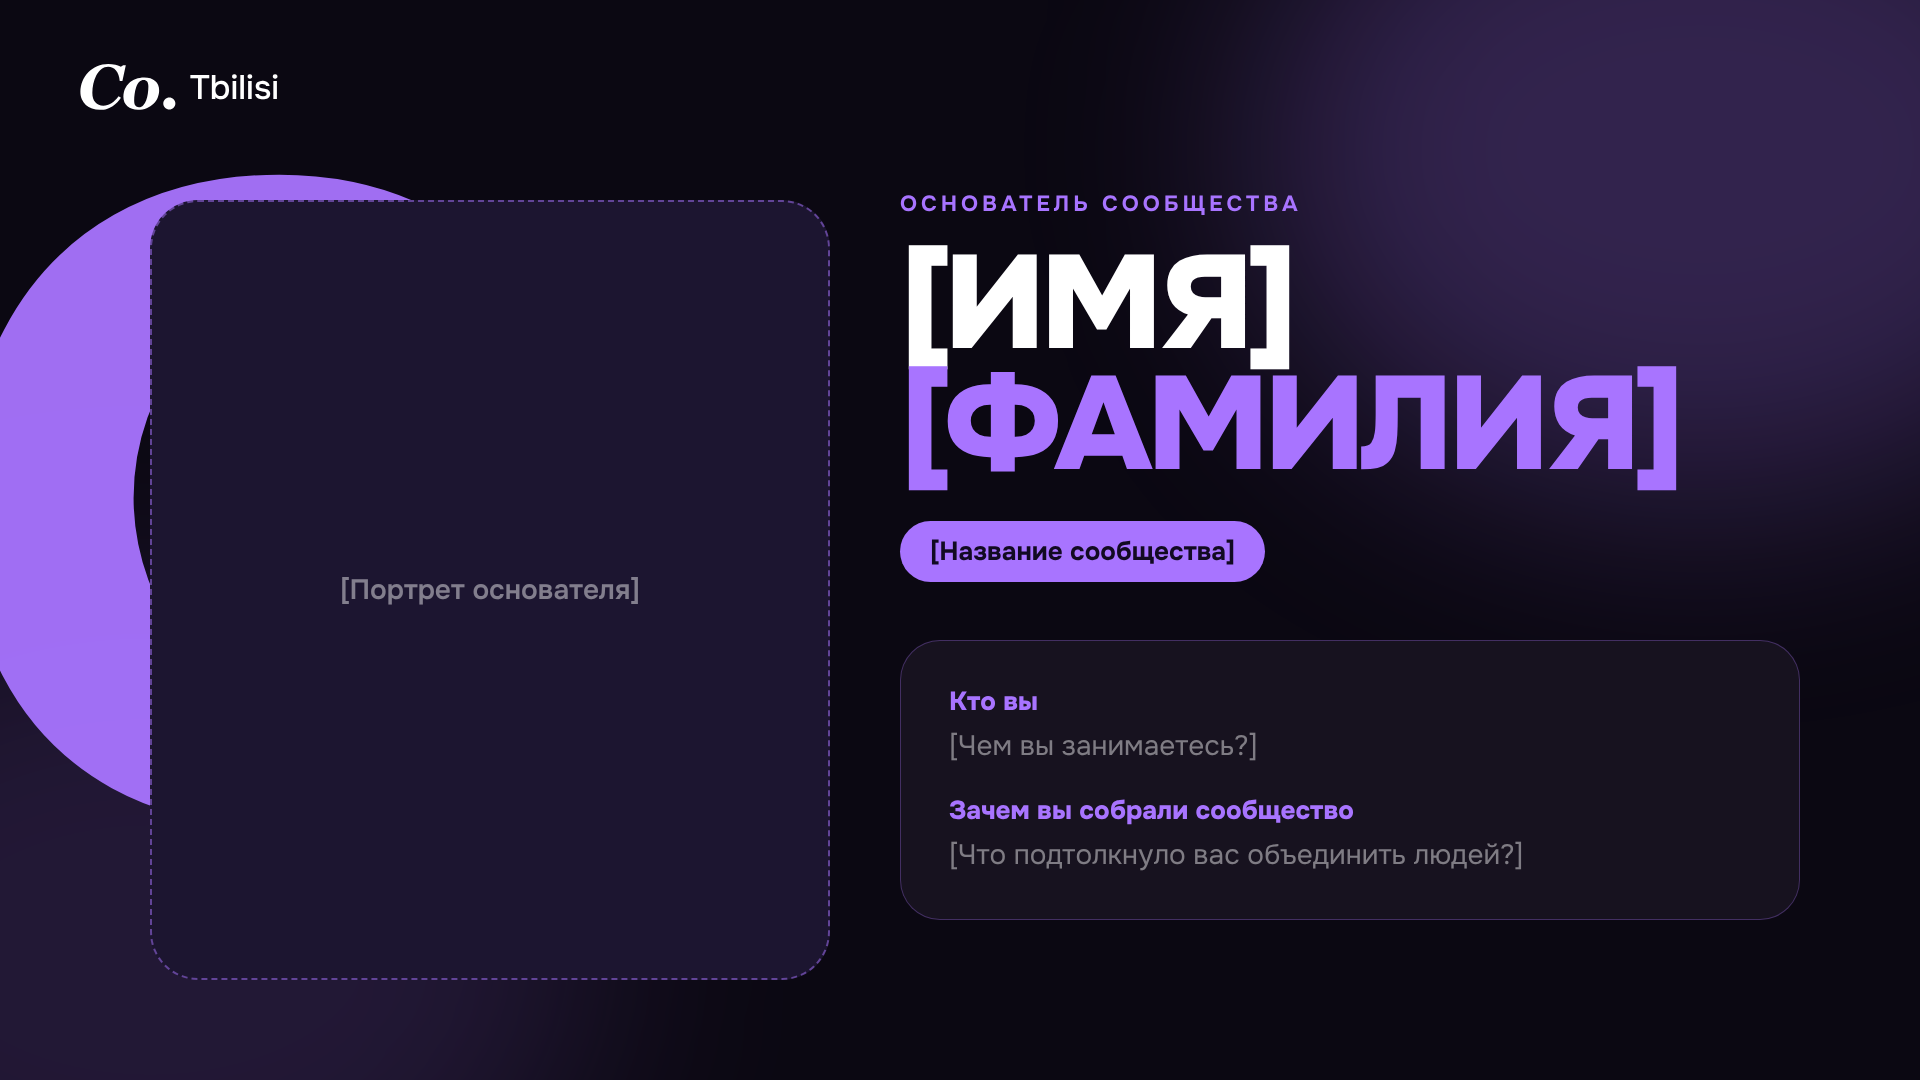 Co. Tbilisi
[Портрет основателя]
ОСНОВАТЕЛЬ СООБЩЕСТВА
[ИМЯ]
[ФАМИЛИЯ]
[Название сообщества]
Кто вы
[Чем вы занимаетесь?]
Зачем вы собрали сообщество
[Что подтолкнуло вас объединить людей?]